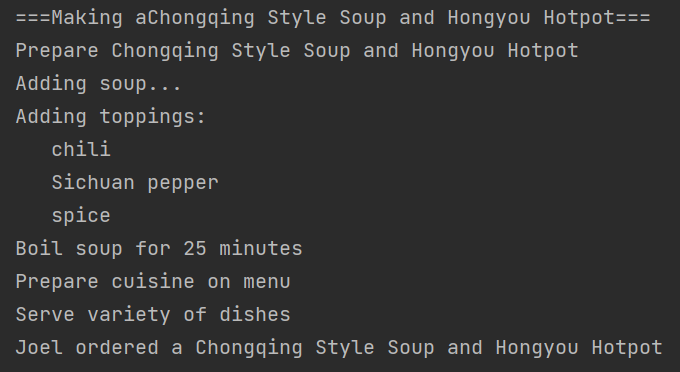 ===Making aChongqing Style Soup and Hongyou Hotpot===
Prepare Chongqing Style Soup and Hongyou Hotpot
Adding soup...
Adding toppings:
   chili
   Sichuan pepper
   spice
Boil soup for 25 minutes
Prepare cuisine on menu
Serve variety of dishes
Joel ordered a Chongqing Style Soup and Hongyou Hotpot